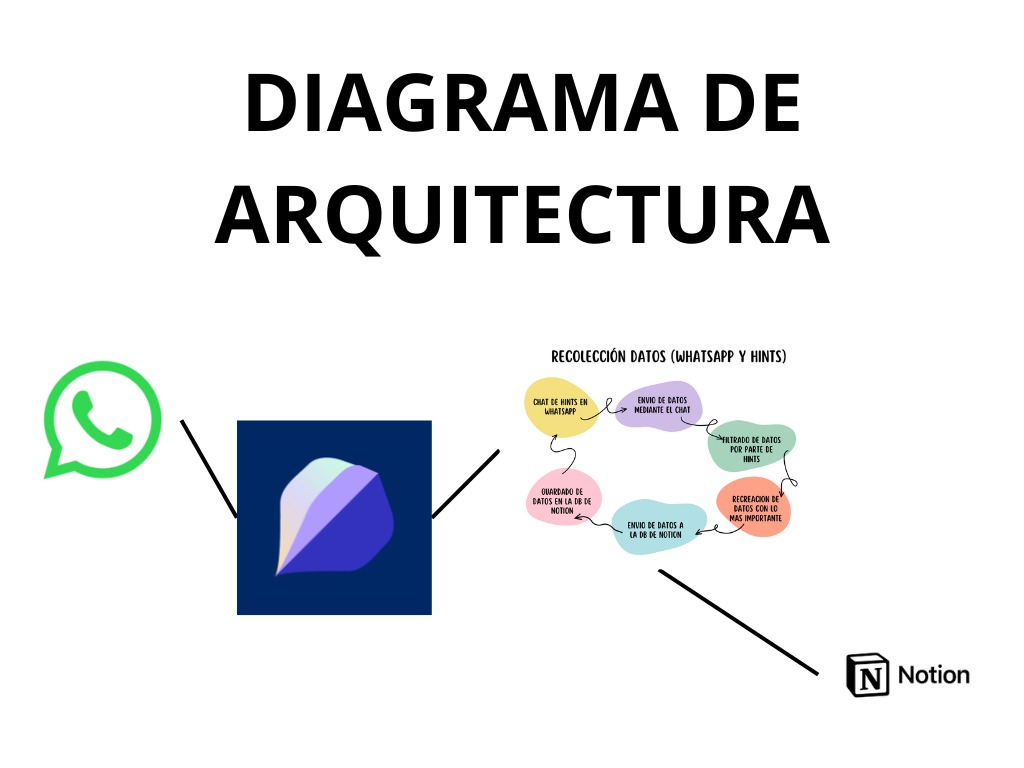 DIAGRAMA DE
ARQUITECTURA
RECOLECCIÓN DATOS (WHATSAPP Y HINTS)
CHAT DE HINTS EN
WHATSAPP
ENVIO DE DATOS
MEDIANTE EL CHAT
FILTRADO DE DATOS
POR PARTE DE
HINTS
RECREACION DE
DATOS CON LO
MAS IMPORTANTE
ENVIO DE DATOS A
LA DB DE NOTION
GUARDADO DE
DATOS EN LA DB DE
NOTION
N Notion